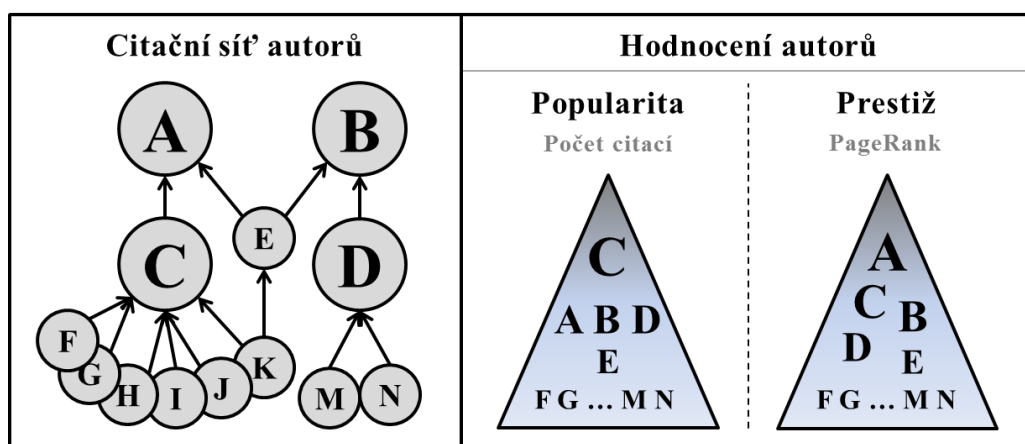 Citační síť autorů
A B
C E D
F
G
H I J K
M N
Hodnocení autorů
Popularita
Počet citací
C
A B D
E
F G ... M N
Prestiž
PageRank
A
C B
D E
F G ... M N